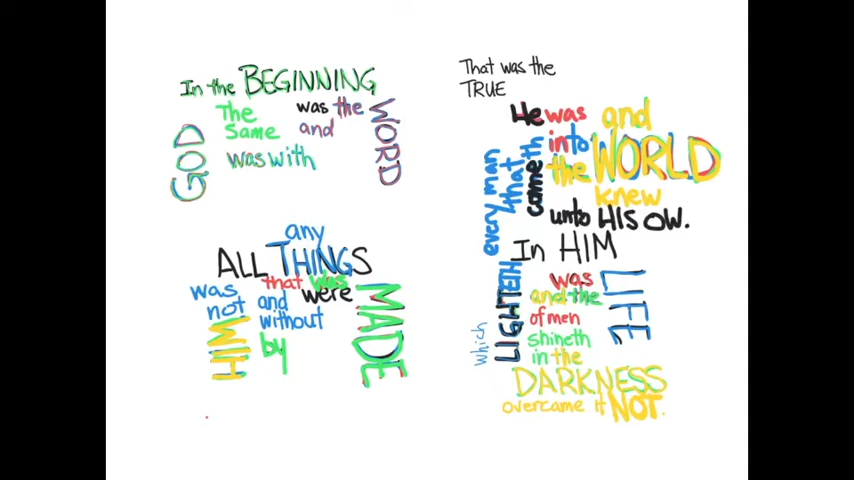 In the BEGINNING
The was the
Same and
was with
GOD
WORD
any
ALL THINGS
that was
was and were
not without
HIM by
MADE
That was the
TRUE
He was and
into
the WORLD
cometh
every man
that
knew
unto HIS OW.
In HIM
was
and the
of men
shineth
in the
LIFE
which
LIGHTETH
DARKNESS
overcame it NOT.